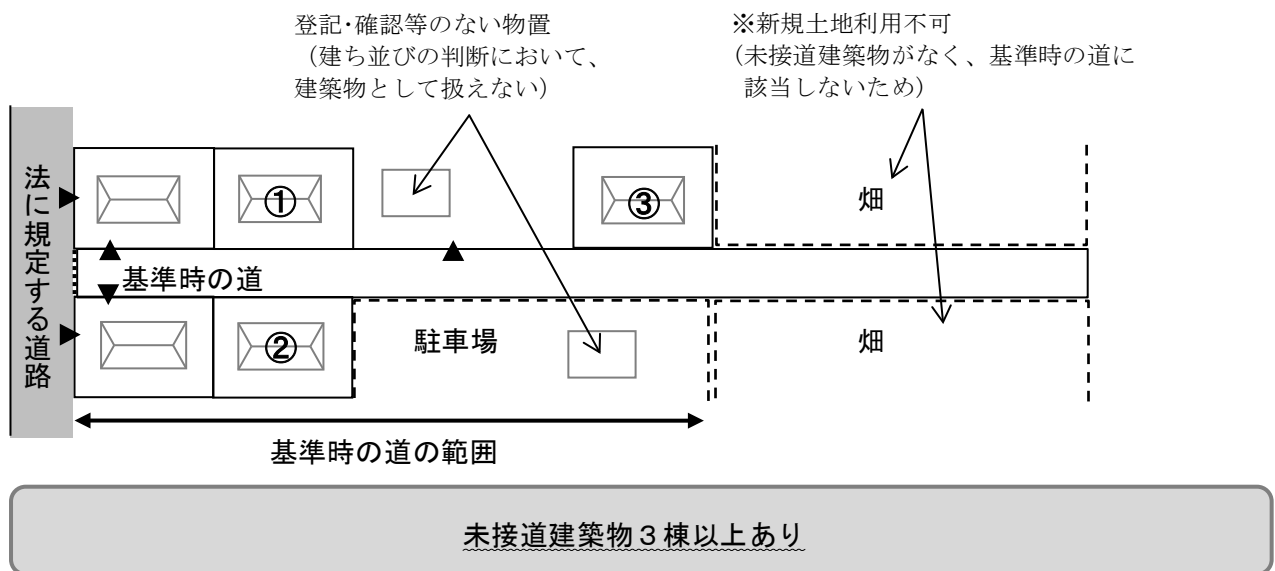 登記・確認等のない物置
（建ち並びの判断において、
建築物として扱えない）
※新規土地利用不可
（未接道建築物がなく、基準時の道に
該当しないため）
法に規定する道路
①
③
畑
基準時の道
②
駐車場
畑
基準時の道の範囲
未接道建築物３棟以上あり